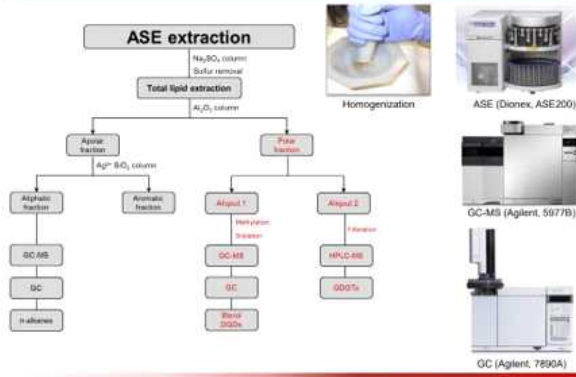 ASE extraction
Na₂SO₄ column
Sulfur removal
Total lipid extraction
Al₂O₃ column
Apolar
fraction
Polar
fraction
Ag²⁺ SiO₂ column
Aliphatic
fraction
Aromatic
fraction
Aliquot 1
Aliquot 2
Methylation
Filtration
GC-MS
GC-MS
HPLC-MS
GC
GC
GDGTs
n-alkanes
Homogenization
ASE (Dionex, ASE200)
GC-MS (Agilent, 5977B)
GC (Agilent, 7890A)